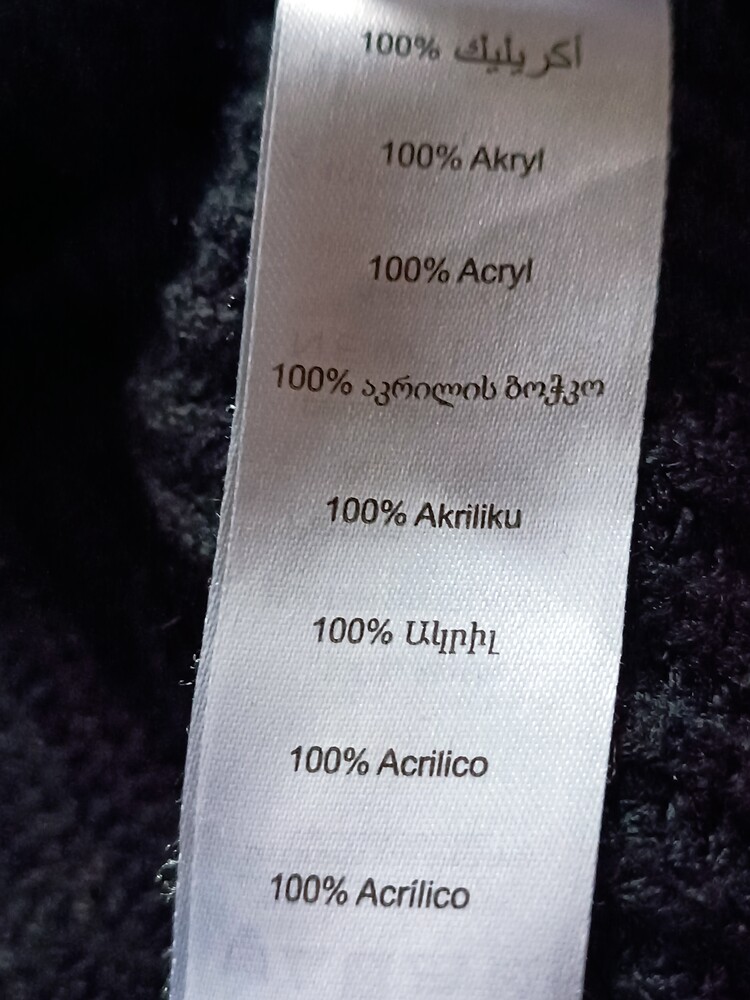 100% أكريليك
100% Akryl
100% Acryl
100% აკრილის ბოჭკო
100% Akriliku
100% Ակրիլ
100% Acrilico
100% Acrílico